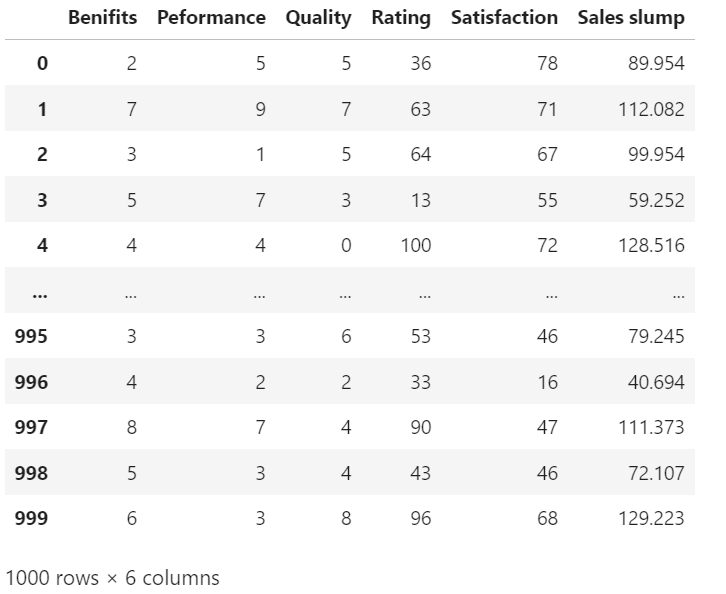 Benifits Peformance Quality Rating Satisfaction Sales slump
0 2 5 5 36 78 89.954
1 7 9 7 63 71 112.082
2 3 1 5 64 67 99.954
3 5 7 3 13 55 59.252
4 4 4 0 100 72 128.516
... ... ... ... ... ... ...
995 3 3 6 53 46 79.245
996 4 2 2 33 16 40.694
997 8 7 4 90 47 111.373
998 5 3 4 43 46 72.107
999 6 3 8 96 68 129.223
1000 rows × 6 columns